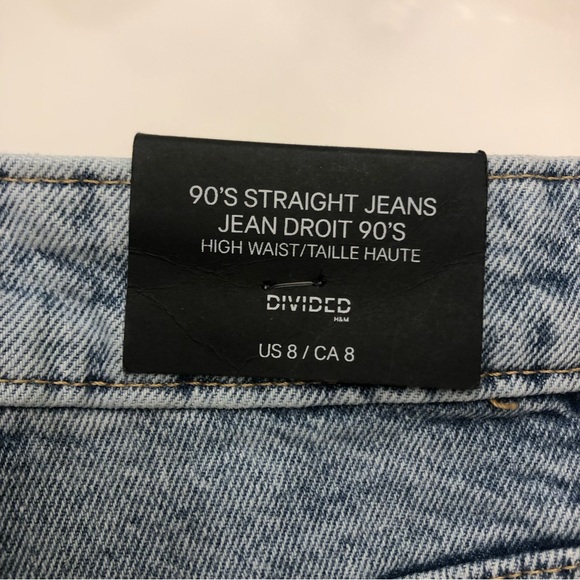 90'S STRAIGHT JEANS
JEAN DROIT 90'S
HIGH WAIST/TAILLE HAUTE
DIVIDED
H&M
US 8 / CA 8